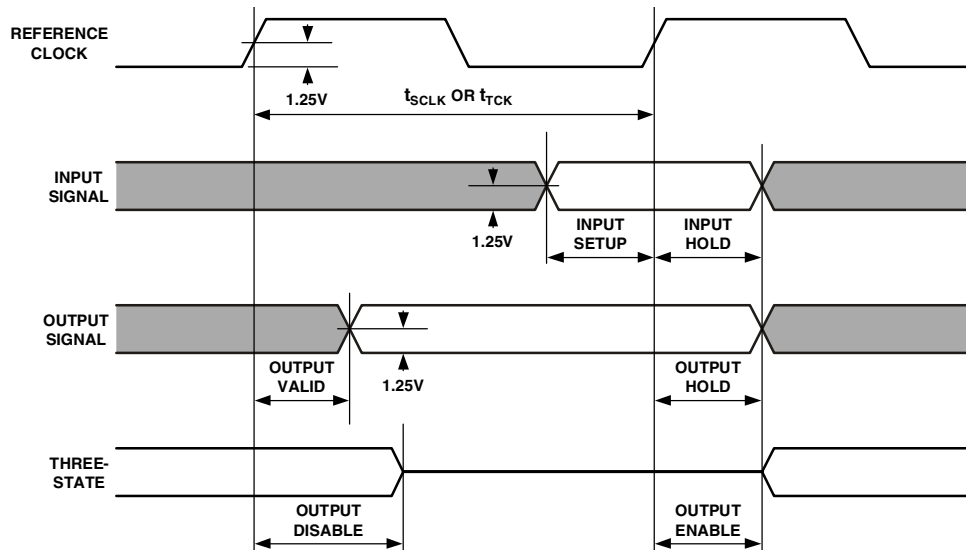 REFERENCE
CLOCK
1.25V
tSCLK OR tTCK
INPUT
SIGNAL
1.25V
INPUT
SETUP
INPUT
HOLD
OUTPUT
SIGNAL
OUTPUT
VALID
1.25V
OUTPUT
HOLD
THREE-
STATE
OUTPUT
DISABLE
OUTPUT
ENABLE